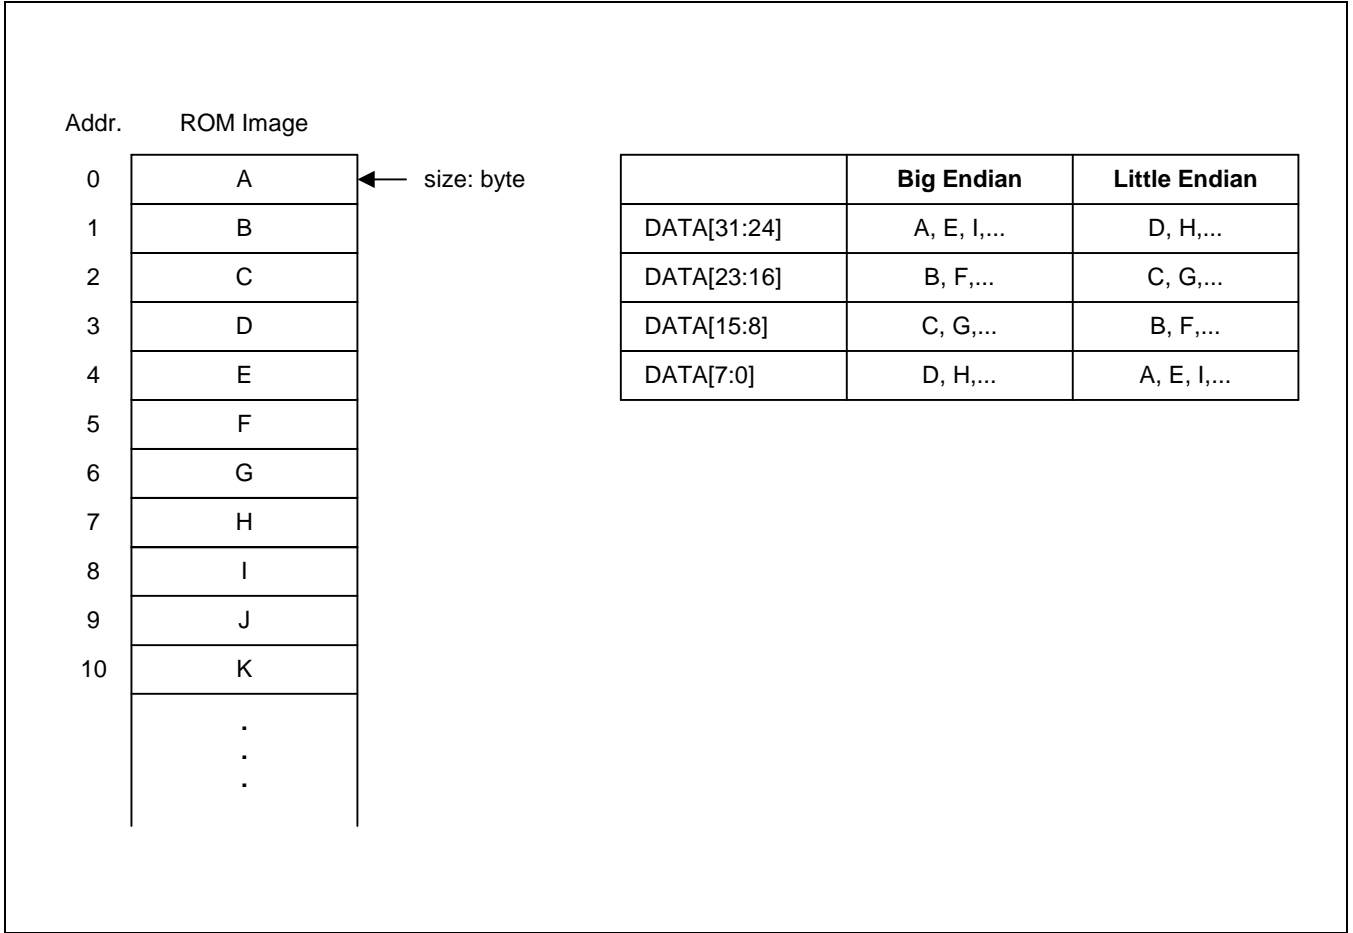 Addr. ROM Image
0 A size: byte
1 B
2 C
3 D
4 E
5 F
6 G
7 H
8 I
9 J
10 K
.
.
.
Big Endian Little Endian
DATA[31:24] A, E, I,... D, H,...
DATA[23:16] B, F,... C, G,...
DATA[15:8] C, G,... B, F,...
DATA[7:0] D, H,... A, E, I,...